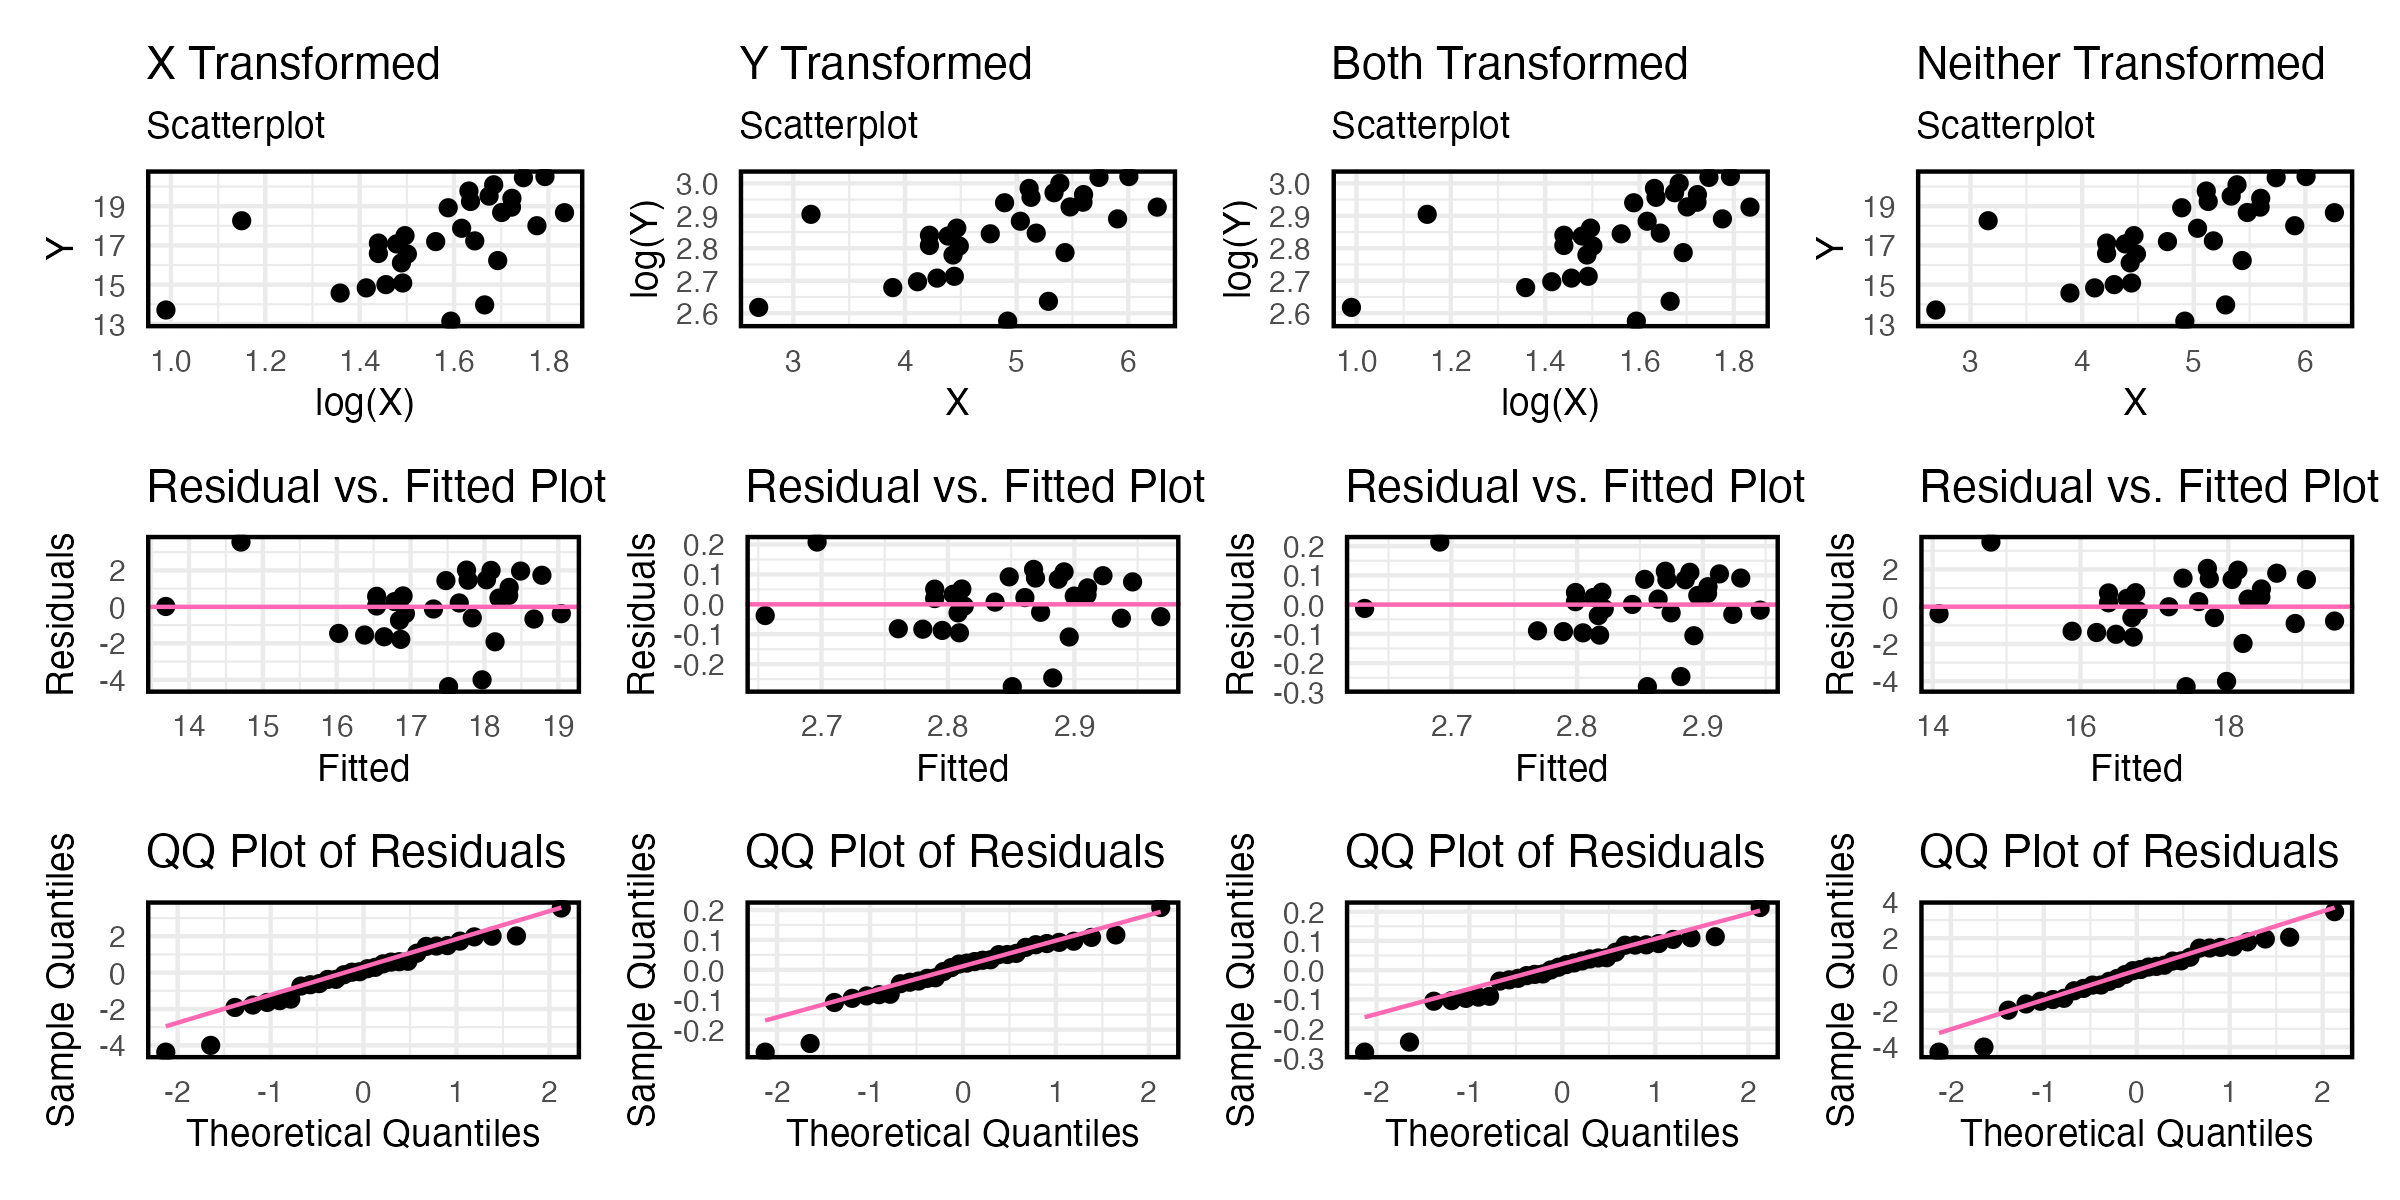 X Transformed
Y Transformed
Both Transformed
Neither Transformed
Scatterplot
Scatterplot
Scatterplot
Scatterplot
Y
19
17
15
13
1.0 1.2 1.4 1.6 1.8
log(X)
log(Y)
3.0
2.9
2.8
2.7
2.6
3 4 5 6
X
log(Y)
3.0
2.9
2.8
2.7
2.6
1.0 1.2 1.4 1.6 1.8
log(X)
Y
19
17
15
13
3 4 5 6
X
Residual vs. Fitted Plot
Residual vs. Fitted Plot
Residual vs. Fitted Plot
Residual vs. Fitted Plot
Residuals
2
0
-2
-4
14 15 16 17 18 19
Fitted
Residuals
0.2
0.1
0.0
-0.1
-0.2
2.7 2.8 2.9
Fitted
Residuals
0.2
0.1
0.0
-0.1
-0.2
-0.3
2.7 2.8 2.9
Fitted
Residuals
2
0
-2
-4
14 16 18
Fitted
QQ Plot of Residuals
QQ Plot of Residuals
QQ Plot of Residuals
QQ Plot of Residuals
Sample Quantiles
2
0
-2
-4
-2 -1 0 1 2
Theoretical Quantiles
Sample Quantiles
0.2
0.1
0.0
-0.1
-0.2
-2 -1 0 1 2
Theoretical Quantiles
Sample Quantiles
0.2
0.1
0.0
-0.1
-0.2
-0.3
-2 -1 0 1 2
Theoretical Quantiles
Sample Quantiles
4
2
0
-2
-4
-2 -1 0 1 2
Theoretical Quantiles